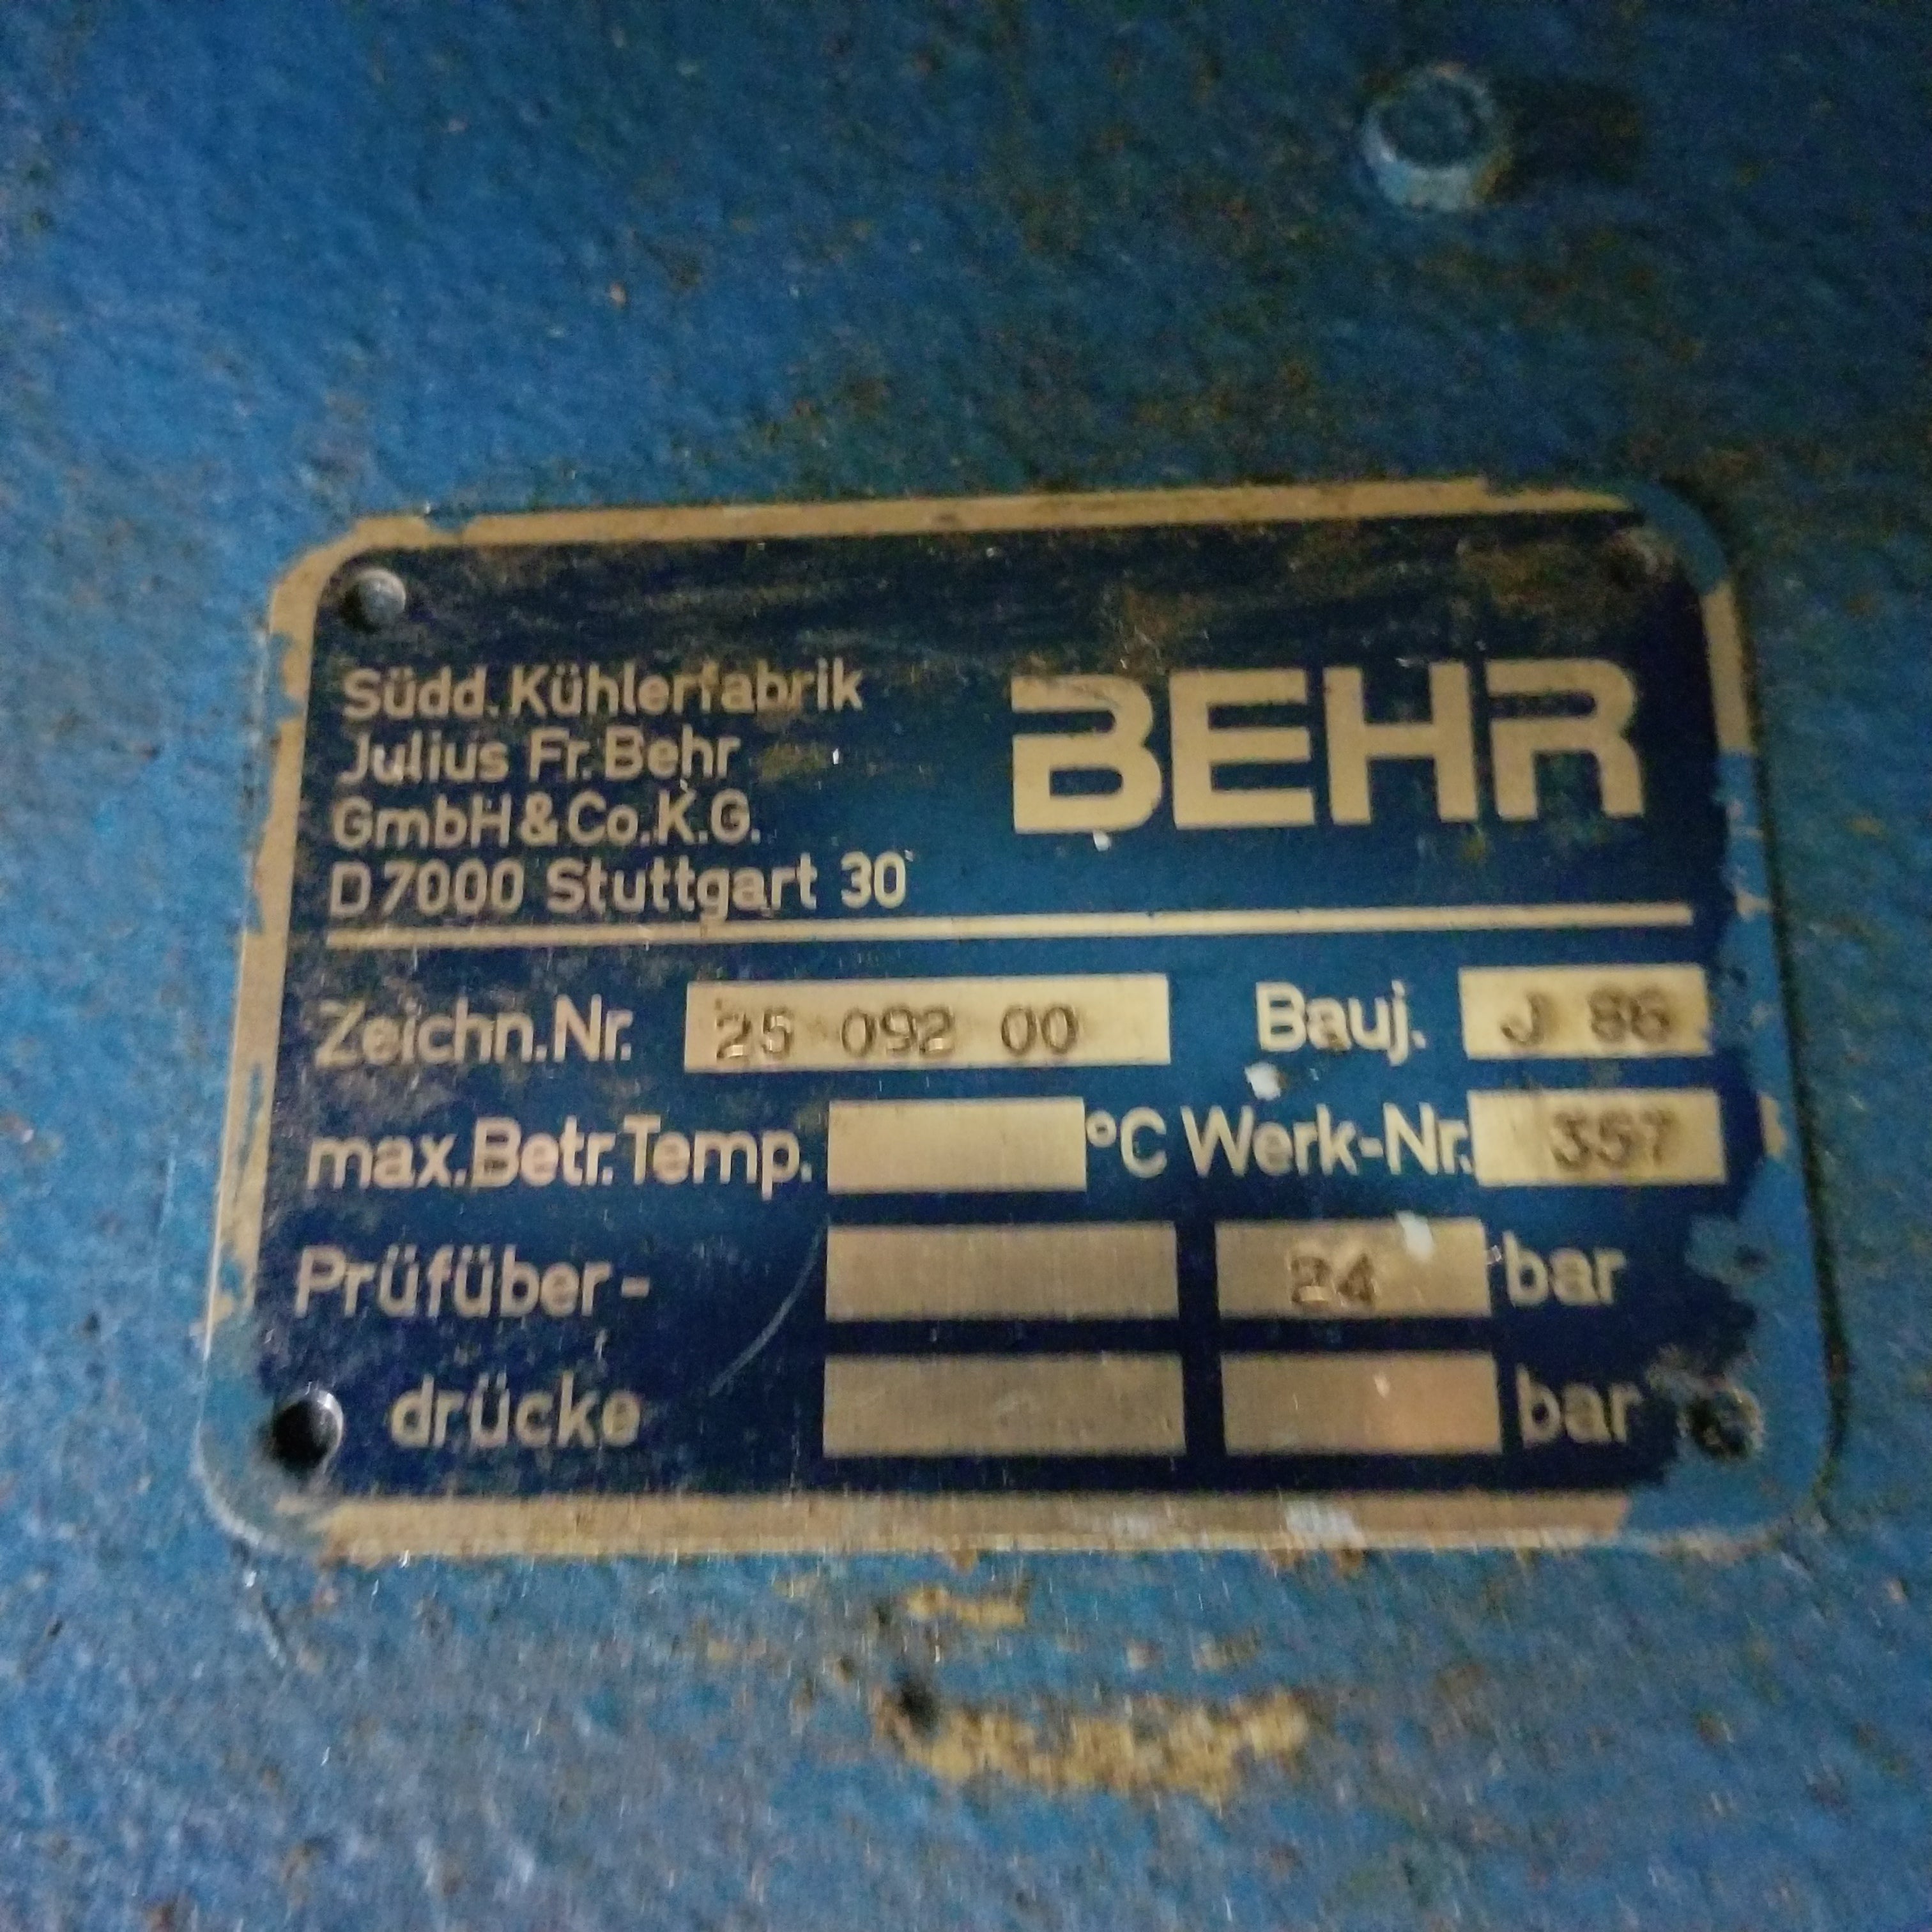 Südd. Kühlerfabrik
Julius Fr. Behr
GmbH & Co. K.G.
D 7000 Stuttgart 30
BEHR
Zeichn. Nr. 25 092 00 Bauj. J 86
max. Betr. Temp. °C Werk-Nr. 357
Prüfüber- 24 bar
drücke bar